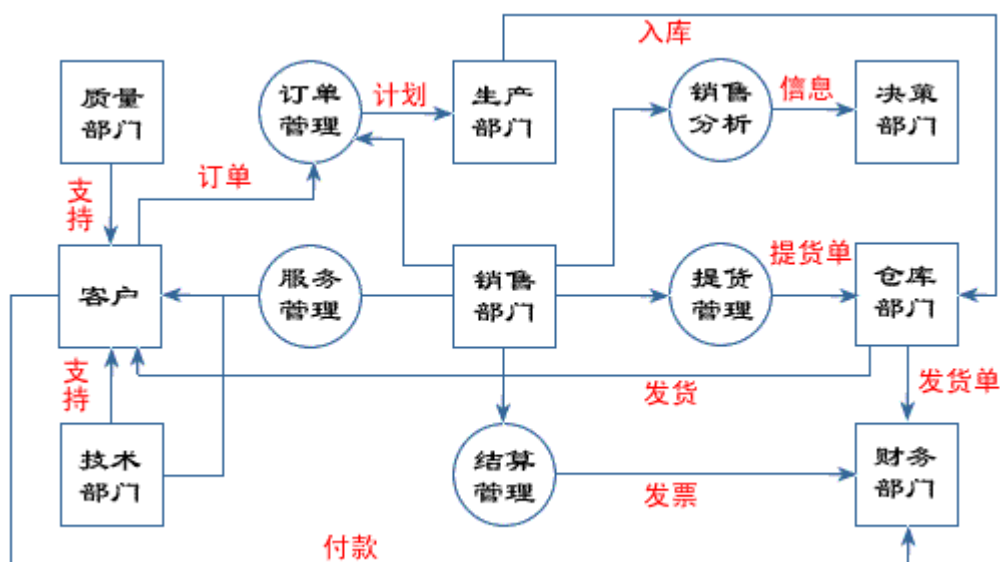 入库
质量
部门
订单
管理
计划
生产
部门
销售
分析
信息
决策
部门
支
持
订单
客户
服务
管理
销售
部门
提货
管理
提货单
仓库
部门
支
持
发货
发货单
技术
部门
结算
管理
发票
财务
部门
付款